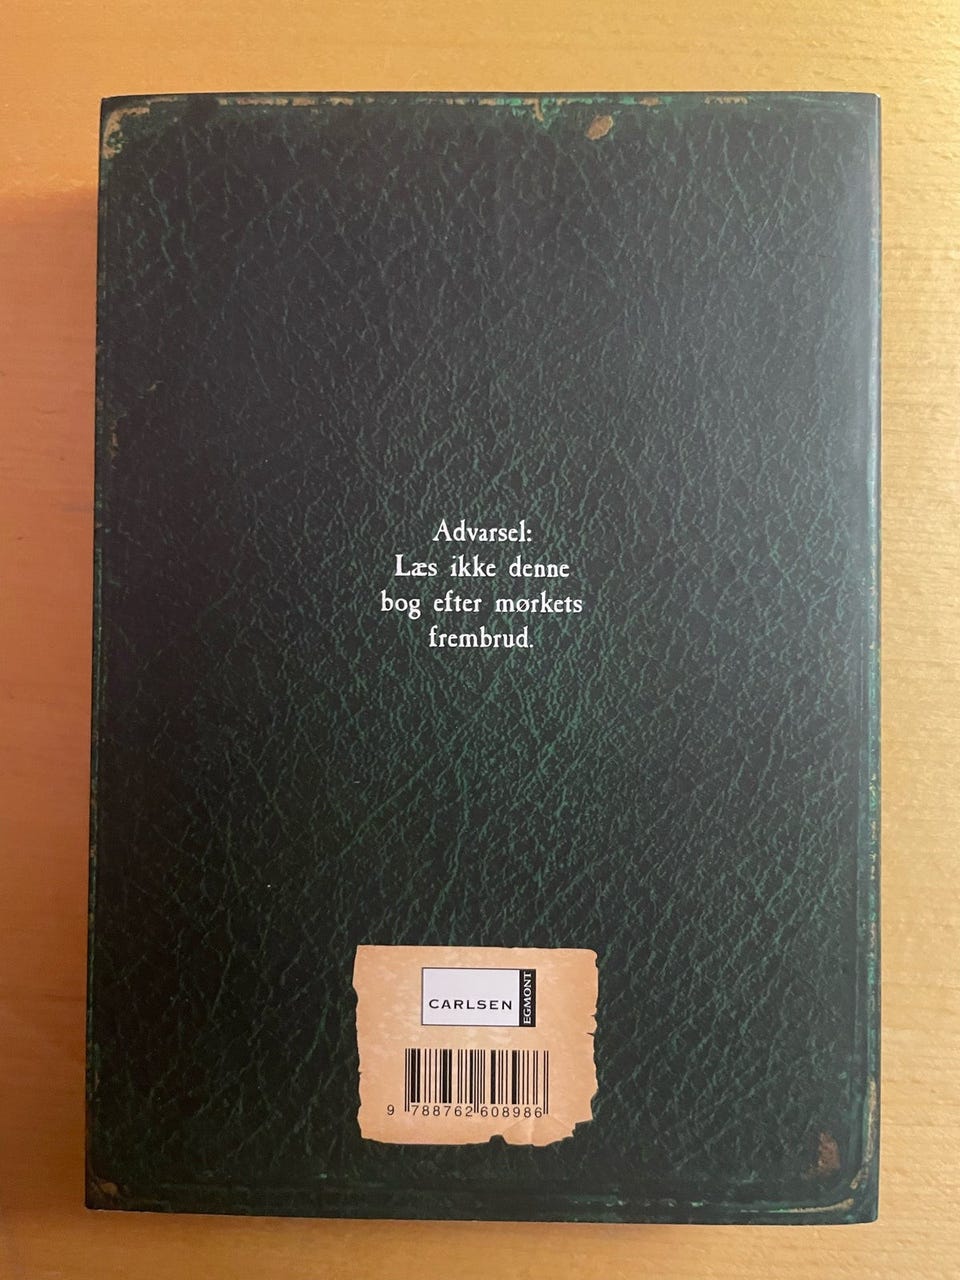 Advarsel:
Læs ikke denne
bog efter mørkets
frembrud.
CARLSEN
EGMONT
9 788762 608986